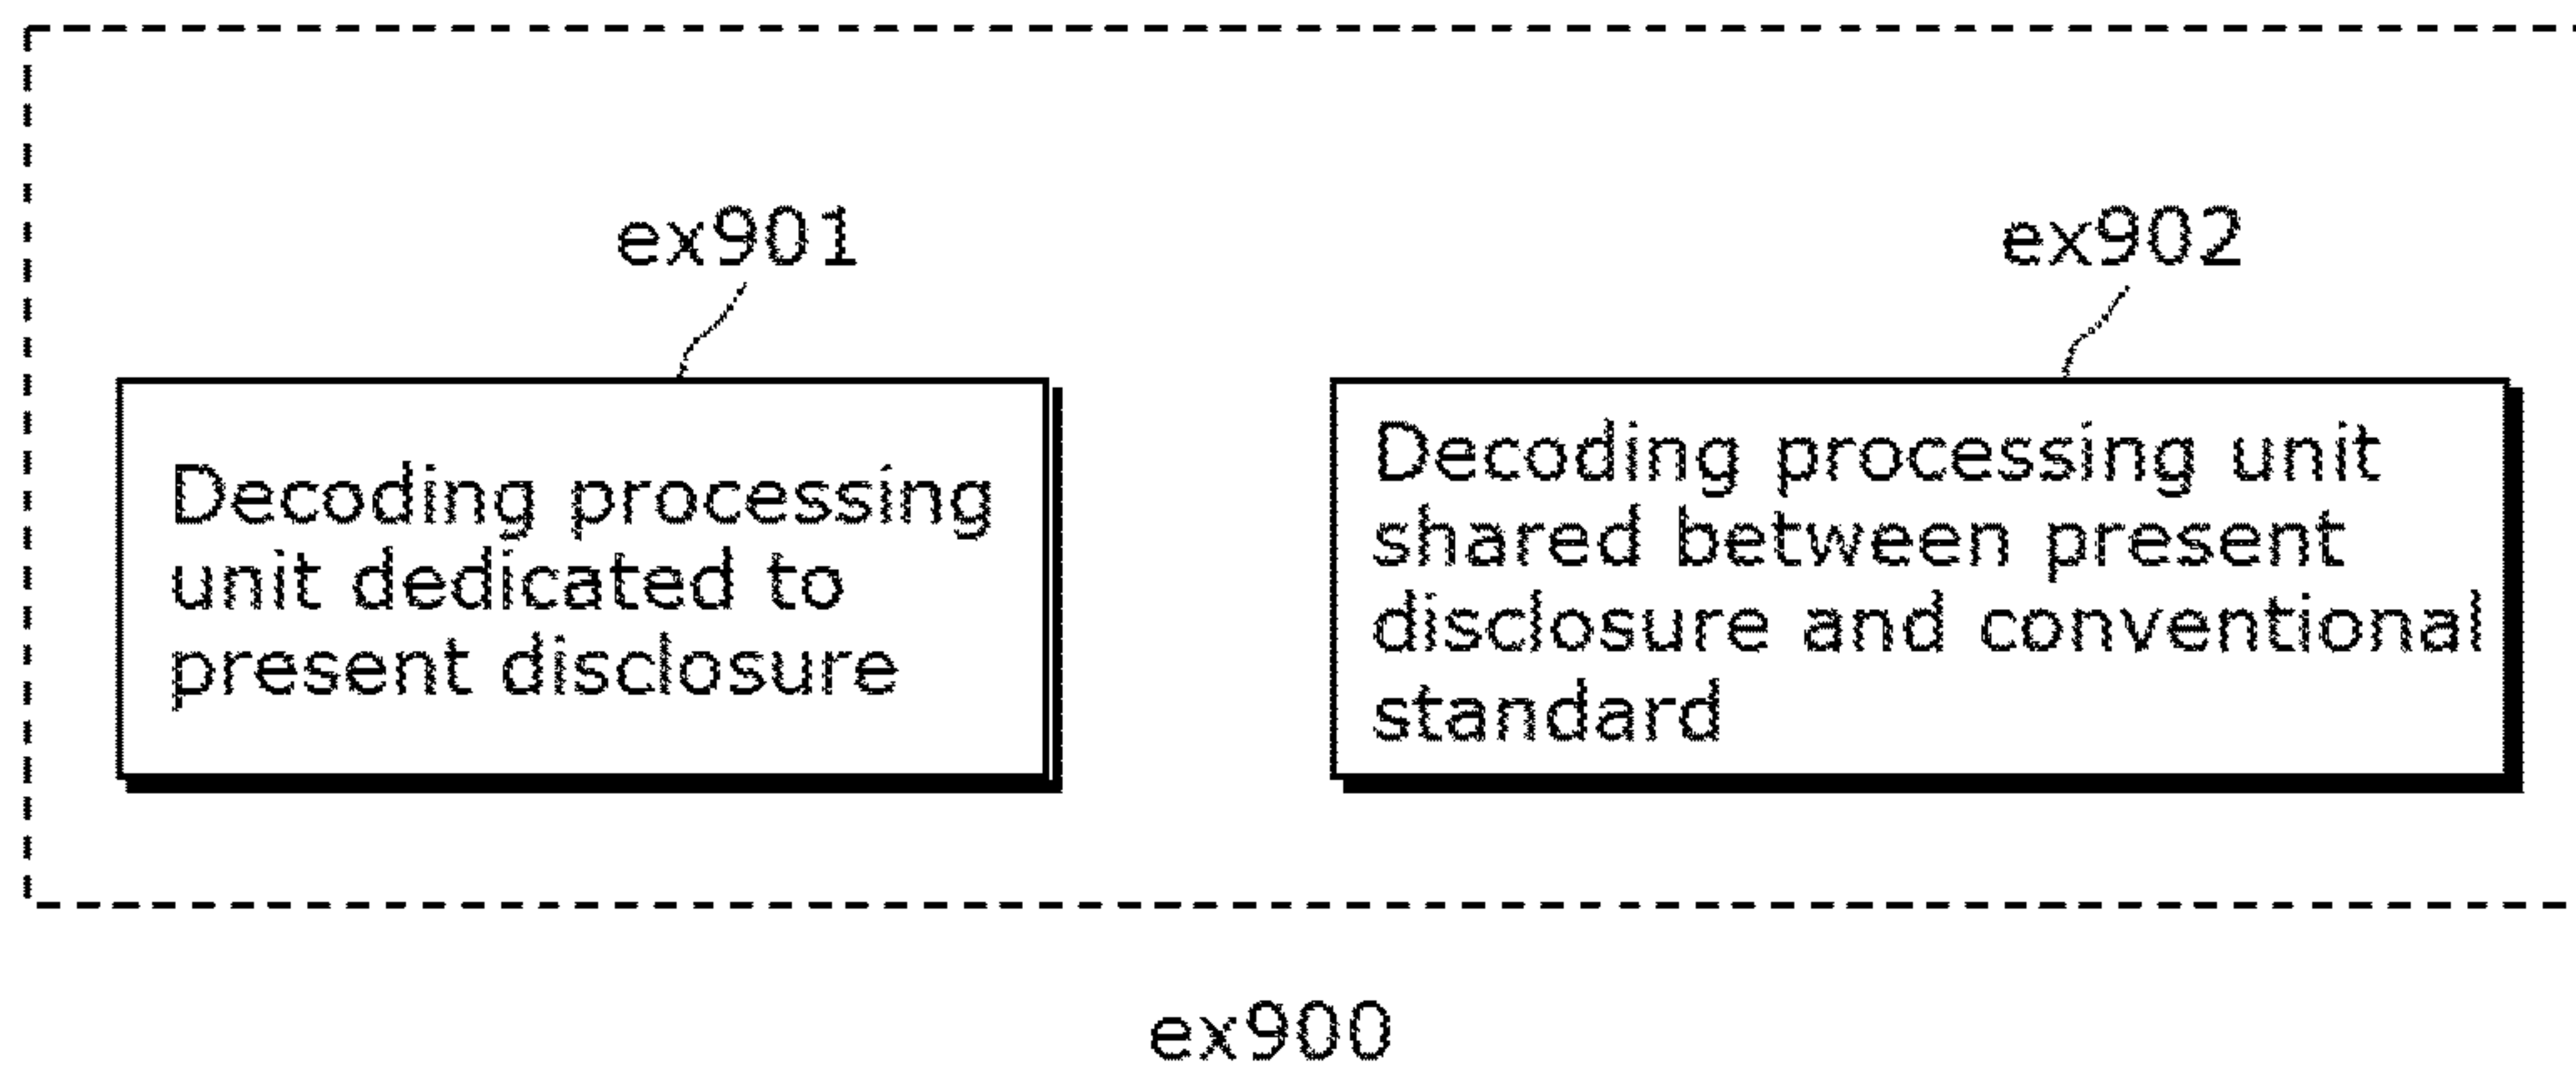 ex901
ex902
Decoding processing
unit dedicated to
present disclosure
Decoding processing unit
shared between present
disclosure and conventional
standard
ex900